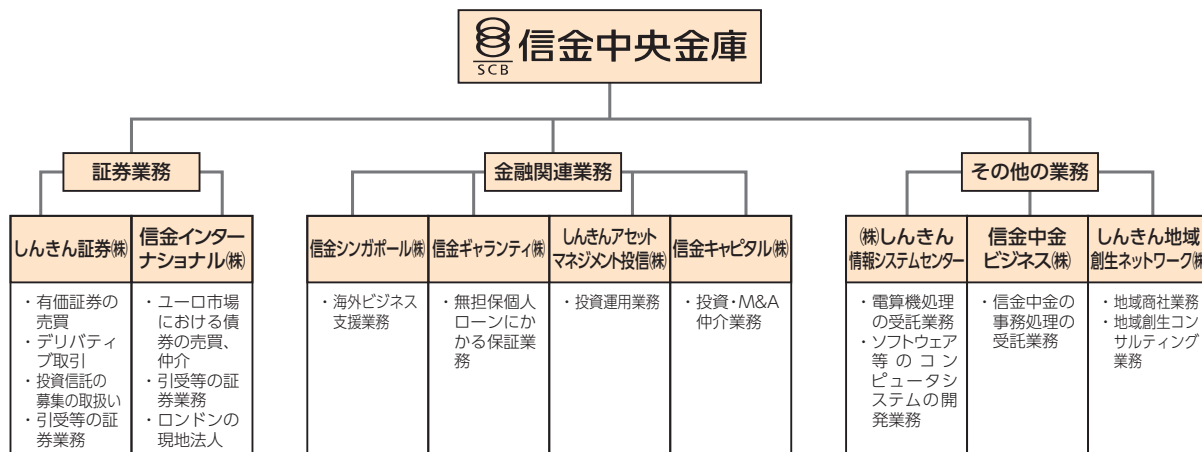 SCB
信金中央金庫
証券業務
金融関連業務
その他の業務
しんきん証券㈱
信金インター
ナショナル㈱
信金シンガポール㈱
信金ギャランティ㈱
しんきんアセット
マネジメント投信㈱
信金キャピタル㈱
㈱しんきん
情報システムセンター
信金中金
ビジネス㈱
しんきん地域
創生ネットワーク㈱
・有価証券の
売買
・デリバティ
ブ取引
・投資信託の
募集の取扱い
・引受等の証
券業務
・ユーロ市場
における債
券の売買、
仲介
・引受等の証
券業務
・ロンドンの
現地法人
・海外ビジネス
支援業務
・無担保個人
ローンにか
かる保証業
務
・投資運用業務
・投資・M&A
仲介業務
・電算機処理
の受託業務
・ソフトウェア
等のコン
ピュータシ
ステムの開
発業務
・信金中金の
事務処理の
受託業務
・地域商社業務
・地域創生コン
サルティング
業務